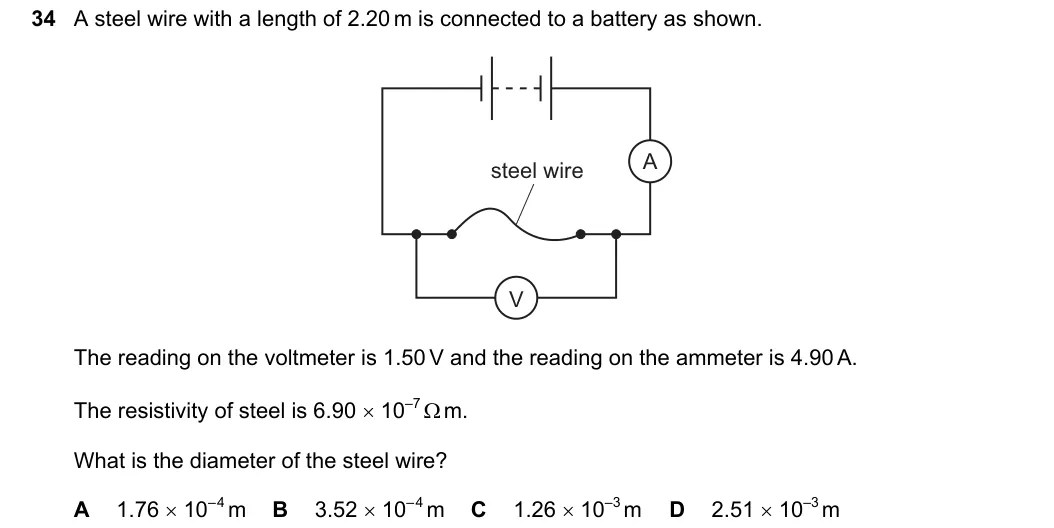 34 A steel wire with a length of 2.20 m is connected to a battery as shown.
A
steel wire
V
The reading on the voltmeter is 1.50 V and the reading on the ammeter is 4.90 A.
The resistivity of steel is 6.90 × 10⁻⁷ Ω m.
What is the diameter of the steel wire?
A 1.76 × 10⁻⁴ m B 3.52 × 10⁻⁴ m C 1.26 × 10⁻³ m D 2.51 × 10⁻³ m